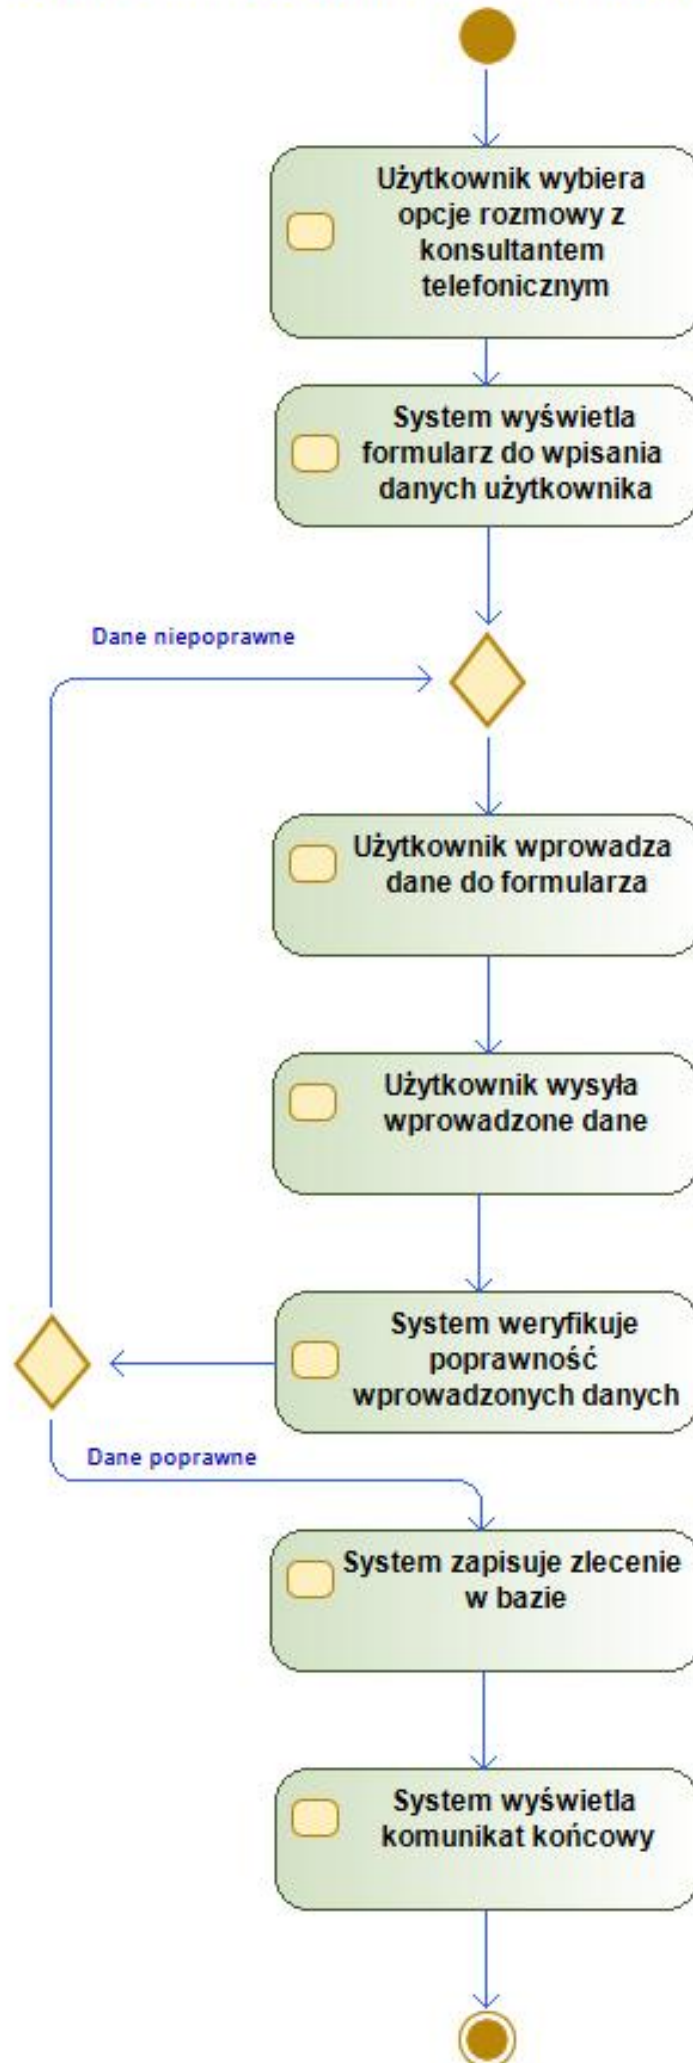 Użytkownik wybiera
opcje rozmowy z
konsultantem
telefonicznym
System wyświetla
formularz do wpisania
danych użytkownika
Dane niepoprawne
Użytkownik wprowadza
dane do formularza
Użytkownik wysyła
wprowadzone dane
System weryfikuje
poprawność
wprowadzonych danych
Dane poprawne
System zapisuje zlecenie
w bazie
System wyświetla
komunikat końcowy